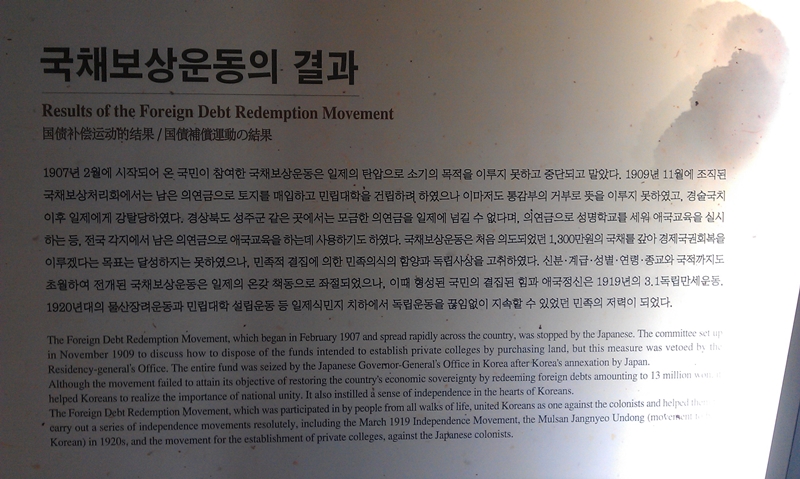 국채보상운동의 결과
Results of the Foreign Debt Redemption Movement
国债补偿运动的结果 / 国債補償運動の結果
1907년 2월에 시작되어 온 국민이 참여한 국채보상운동은 일제의 탄압으로 소기의 목적을 이루지 못하고 중단되고 말았다. 1909년 11월에 조직된
국채보상처리회에서는 남은 의연금으로 토지를 매입하고 민립대학을 건립하려 하였으나 이마저도 통감부의 거부로 뜻을 이루지 못하였고, 경술국치
이후 일제에게 강탈당하였다. 경상북도 성주군 같은 곳에서는 모금한 의연금을 일제에 넘길 수 없다며, 의연금으로 성명학교를 세워 애국교육을 실시
하는 등, 전국 각지에서 남은 의연금으로 애국교육을 하는데 사용하기도 하였다. 국채보상운동은 처음 의도되었던 1,300만원의 국채를 갚아 경제국권회복을
이루겠다는 목표는 달성하지는 못하였으나, 민족적 결집에 의한 민족의식의 함양과 독립사상을 고취하였다. 신분·계급·성별·연령·종교와 국적까지도
초월하여 전개된 국채보상운동은 일제의 온갖 책동으로 좌절되었으나, 이때 형성된 국민의 결집된 힘과 애국정신은 1919년의 3.1독립만세운동,
1920년대의 물산장려운동과 민립대학 설립운동 등 일제식민지 치하에서 독립운동을 끊임없이 지속할 수 있었던 민족의 저력이 되었다.
The Foreign Debt Redemption Movement, which began in February 1907 and spread rapidly across the country, was stopped by the Japanese. The committee set up
in November 1909 to discuss how to dispose of the funds intended to establish private colleges by purchasing land, but this measure was vetoed by the
Residency-general's Office. The entire fund was seized by the Japanese Governor-General's Office in Korea after Korea's annexation by Japan.
Although the movement failed to attain its objective of restoring the country's economic sovereignty by redeeming foreign debts amounting to 13 million won, it
helped Koreans to realize the importance of national unity. It also instilled a sense of independence in the hearts of Koreans.
The Foreign Debt Redemption Movement, which was participated in by people from all walks of life, united Koreans as one against the colonists and helped them
carry out a series of independence movements resolutely, including the March 1919 Independence Movement, the Mulsan Jangnyeo Undong (movement
Korean) in 1920s, and the movement for the establishment of private colleges, against the Japanese colonists.